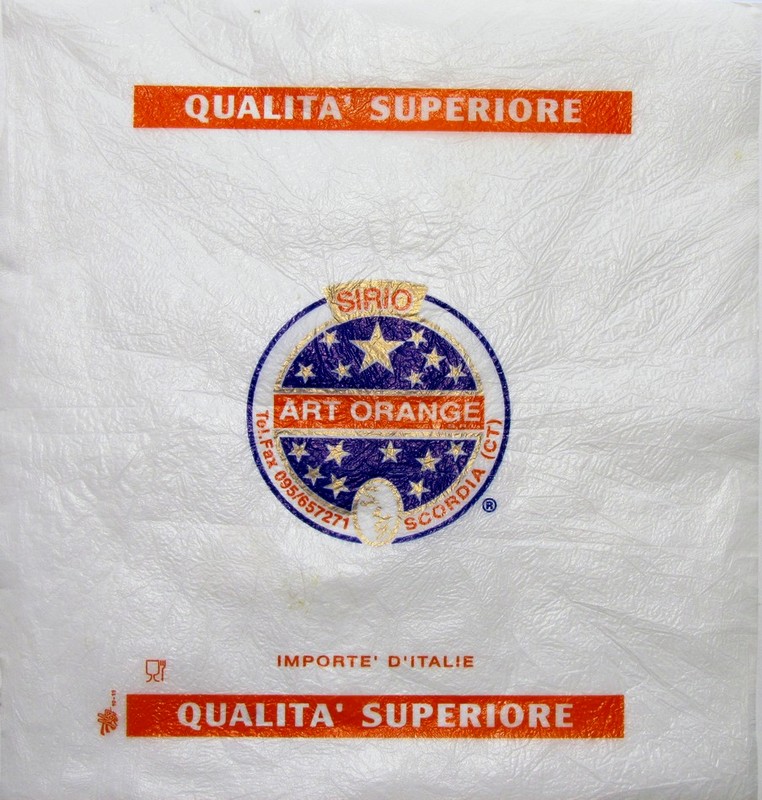 QUALITA' SUPERIORE
SIRIO
ART ORANGE
Tel.Fax 095/657271
SCORDIA (CT)
®
IMPORTE' D'ITALIE
QUALITA' SUPERIORE